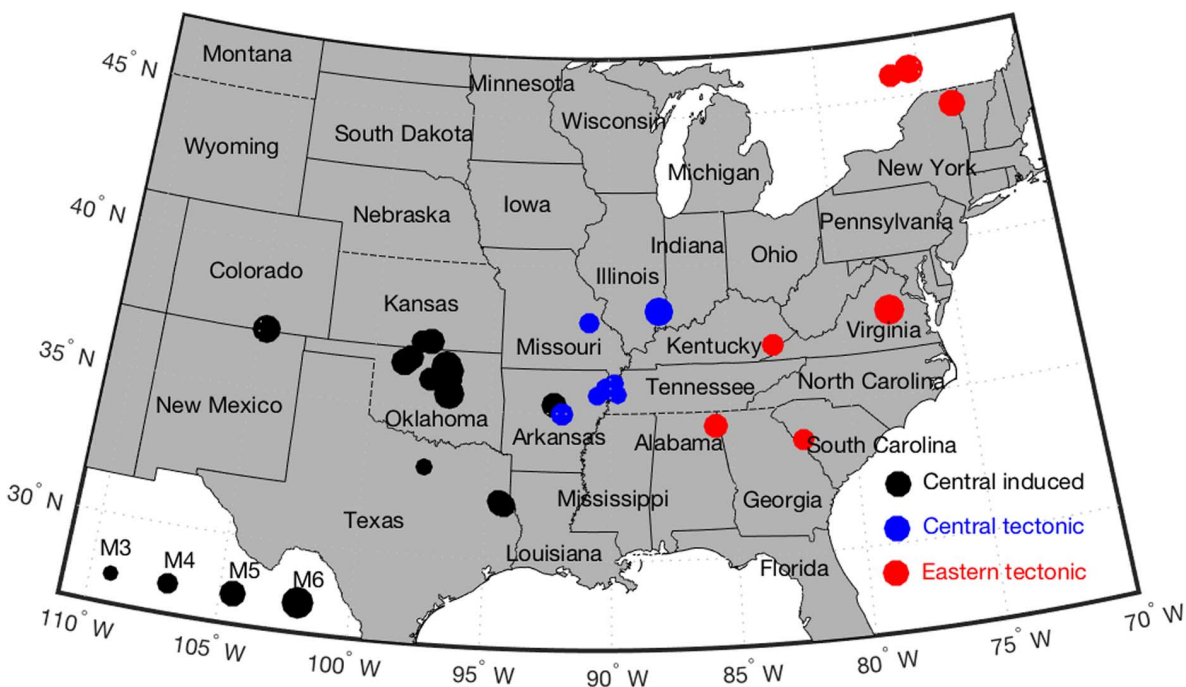 45° N
Montana
Minnesota
Wisconsin
South Dakota
Wyoming
Michigan
New York
40° N
Nebraska
Iowa
Pennsylvania
Indiana
Ohio
Colorado
Illinois
Kansas
Virginia
35° N
Missouri
Kentucky
Tennessee
North Carolina
New Mexico
Oklahoma
Arkansas
Alabama
South Carolina
Central induced
30° N
Mississippi
Georgia
Texas
Central tectonic
Louisiana
Florida
Eastern tectonic
M3
M4
M5
M6
110° W
105° W
100° W
95° W
90° W
85° W
80° W
75° W
70° W